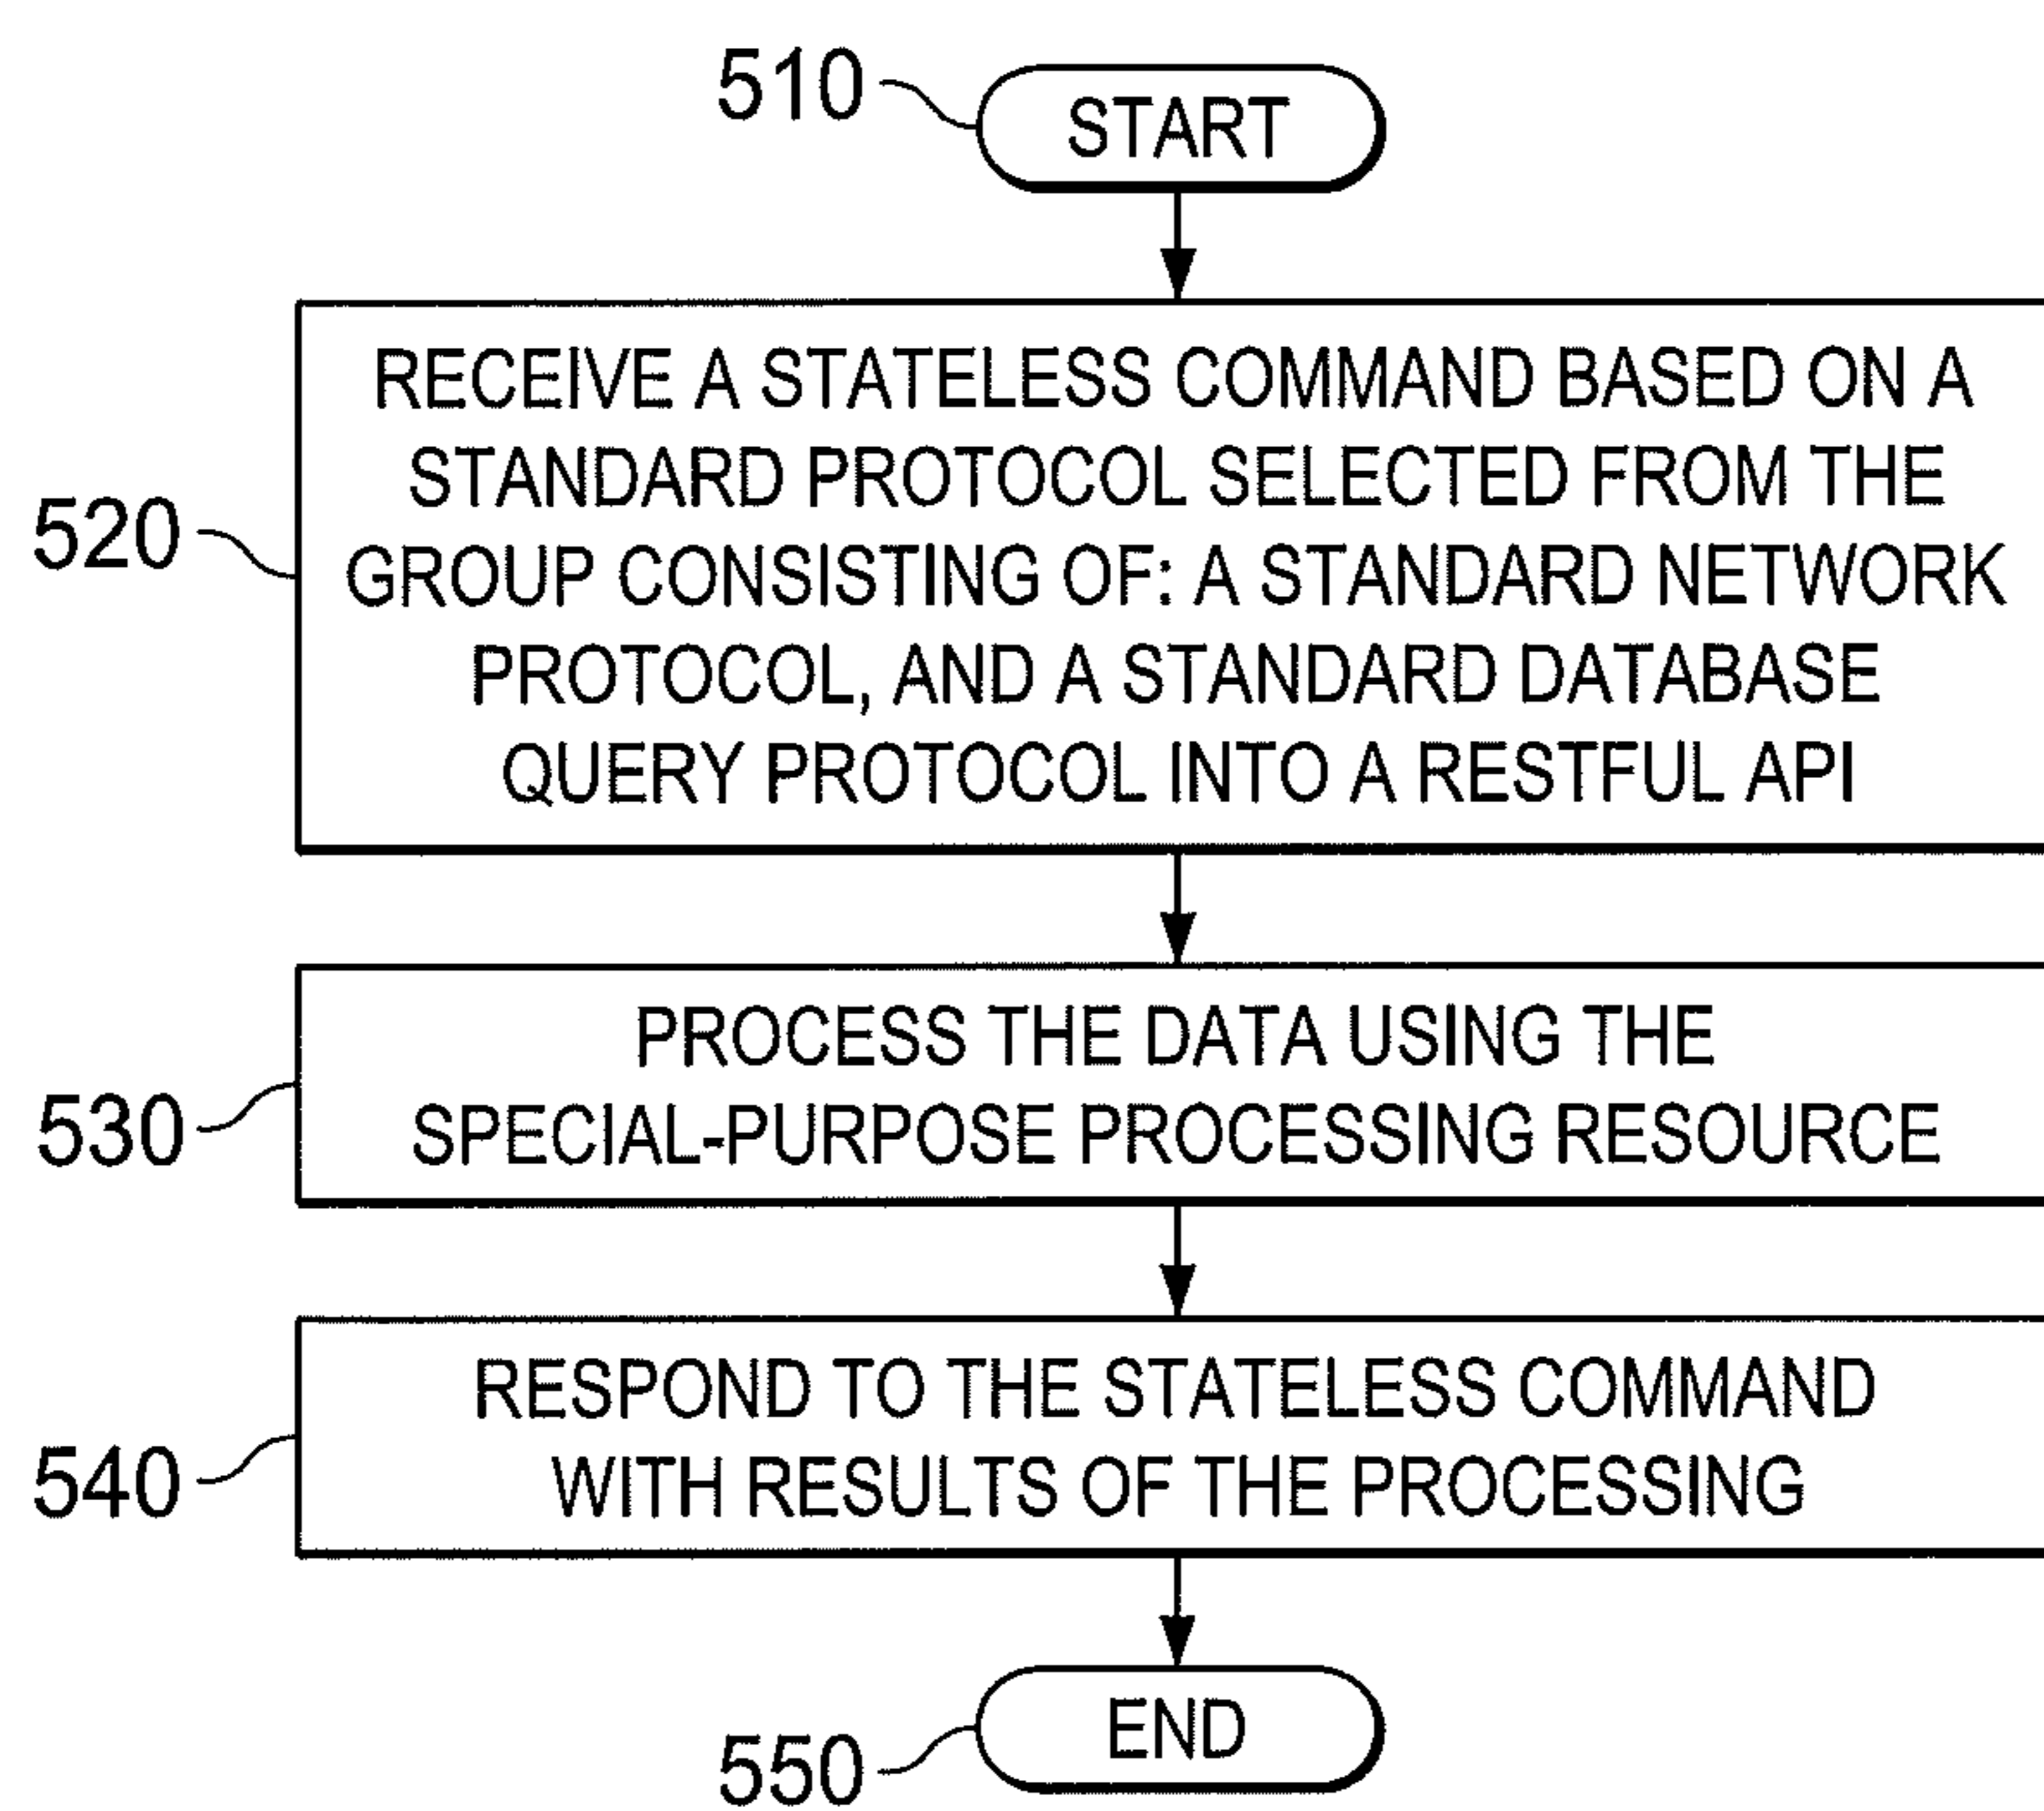 510
START
RECEIVE A STATELESS COMMAND BASED ON A
STANDARD PROTOCOL SELECTED FROM THE
520
GROUP CONSISTING OF: A STANDARD NETWORK
PROTOCOL, AND A STANDARD DATABASE
QUERY PROTOCOL INTO A RESTFUL API
PROCESS THE DATA USING THE
530
SPECIAL-PURPOSE PROCESSING RESOURCE
RESPOND TO THE STATELESS COMMAND
540
WITH RESULTS OF THE PROCESSING
END
550